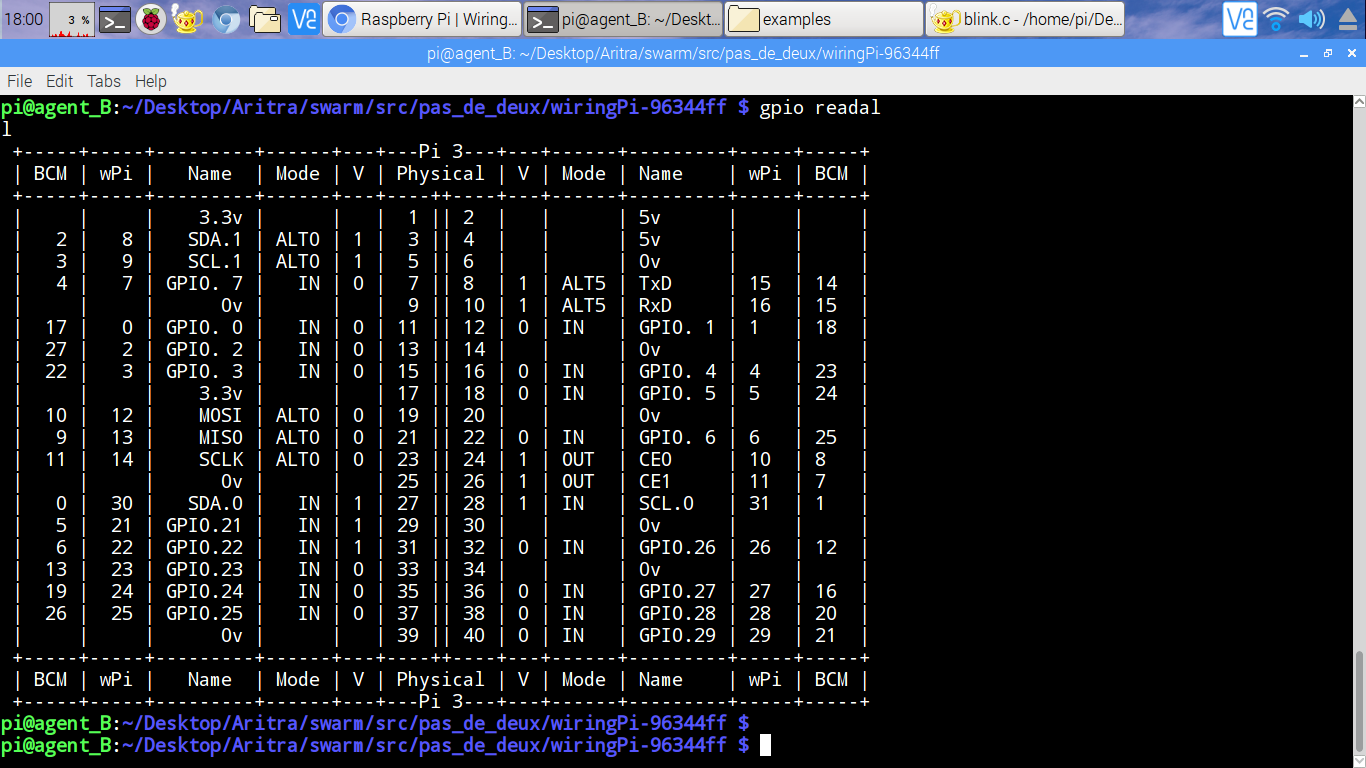 18:00 3 % Raspberry Pi | Wiring... pi@agent_B: ~/Deskt... examples blink.c - /home/pi/De...
pi@agent_B: ~/Desktop/Aritra/swarm/src/pas_de_deux/wiringPi-96344ff
File Edit Tabs Help
pi@agent_B:~/Desktop/Aritra/swarm/src/pas_de_deux/wiringPi-96344ff $ gpio readal
l
+-----+-----+---------+------+---+---Pi 3---+---+------+---------+-----+-----+
| BCM | wPi |   Name  | Mode | V | Physical | V | Mode | Name    | wPi | BCM |
+-----+-----+---------+------+---+----++----+---+------+---------+-----+-----+
|     |     |    3.3v |      |   |  1 || 2  |   |      | 5v      |     |     |
|   2 |   8 |   SDA.1 | ALT0 | 1 |  3 || 4  |   |      | 5v      |     |     |
|   3 |   9 |   SCL.1 | ALT0 | 1 |  5 || 6  |   |      | 0v      |     |     |
|   4 |   7 | GPIO. 7 |   IN | 0 |  7 || 8  | 1 | ALT5 | TxD     | 15  | 14  |
|     |     |      0v |      |   |  9 || 10 | 1 | ALT5 | RxD     | 16  | 15  |
|  17 |   0 | GPIO. 0 |   IN | 0 | 11 || 12 | 0 | IN   | GPIO. 1 | 1   | 18  |
|  27 |   2 | GPIO. 2 |   IN | 0 | 13 || 14 |   |      | 0v      |     |     |
|  22 |   3 | GPIO. 3 |   IN | 0 | 15 || 16 | 0 | IN   | GPIO. 4 | 4   | 23  |
|     |     |    3.3v |      |   | 17 || 18 | 0 | IN   | GPIO. 5 | 5   | 24  |
|  10 |  12 |    MOSI | ALT0 | 0 | 19 || 20 |   |      | 0v      |     |     |
|   9 |  13 |    MISO | ALT0 | 0 | 21 || 22 | 0 | IN   | GPIO. 6 | 6   | 25  |
|  11 |  14 |    SCLK | ALT0 | 0 | 23 || 24 | 1 | OUT  | CE0     | 10  | 8   |
|     |     |      0v |      |   | 25 || 26 | 1 | OUT  | CE1     | 11  | 7   |
|   0 |  30 |   SDA.0 |   IN | 1 | 27 || 28 | 1 | IN   | SCL.0   | 31  | 1   |
|   5 |  21 | GPIO.21 |   IN | 1 | 29 || 30 |   |      | 0v      |     |     |
|   6 |  22 | GPIO.22 |   IN | 1 | 31 || 32 | 0 | IN   | GPIO.26 | 26  | 12  |
|  13 |  23 | GPIO.23 |   IN | 0 | 33 || 34 |   |      | 0v      |     |     |
|  19 |  24 | GPIO.24 |   IN | 0 | 35 || 36 | 0 | IN   | GPIO.27 | 27  | 16  |
|  26 |  25 | GPIO.25 |   IN | 0 | 37 || 38 | 0 | IN   | GPIO.28 | 28  | 20  |
|     |     |      0v |      |   | 39 || 40 | 0 | IN   | GPIO.29 | 29  | 21  |
+-----+-----+---------+------+---+----++----+---+------+---------+-----+-----+
| BCM | wPi |   Name  | Mode | V | Physical | V | Mode | Name    | wPi | BCM |
+-----+-----+---------+------+---+---Pi 3---+---+------+---------+-----+-----+
pi@agent_B:~/Desktop/Aritra/swarm/src/pas_de_deux/wiringPi-96344ff $
pi@agent_B:~/Desktop/Aritra/swarm/src/pas_de_deux/wiringPi-96344ff $